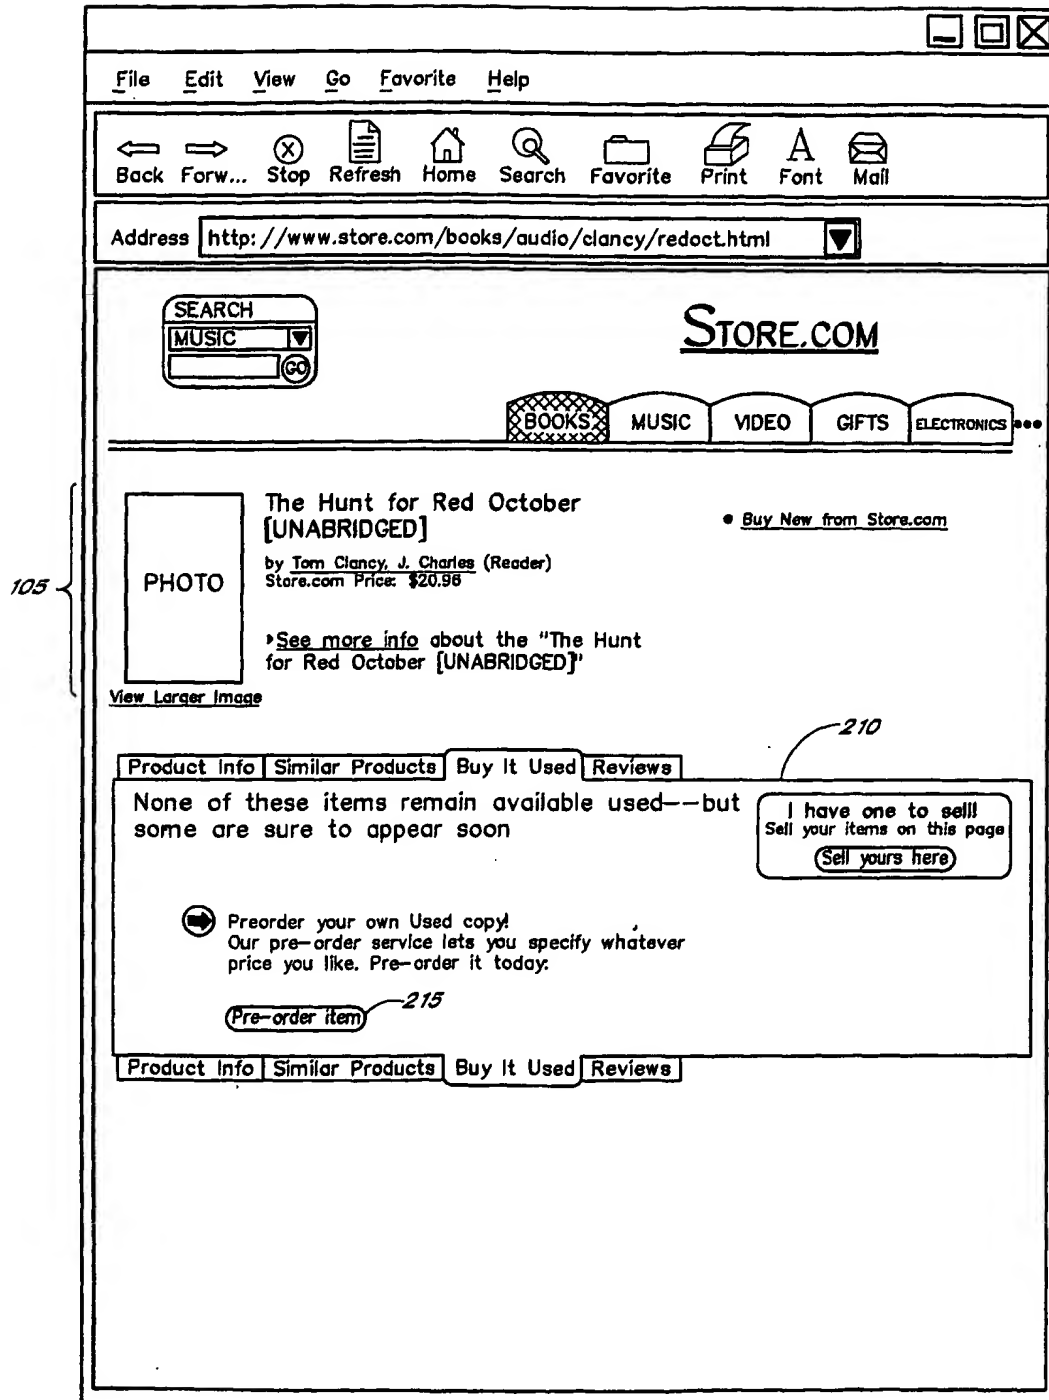 File Edit View Go Favorite Help
Back Forw... Stop Refresh Home Search Favorite Print Font Mail
Address http://www.store.com/books/audio/clancy/redoct.html
SEARCH
MUSIC
GO
STORE.COM
BOOKS MUSIC VIDEO GIFTS ELECTRONICS
105
PHOTO
The Hunt for Red October
[UNABRIDGED]
by Tom Clancy, J. Charles (Reader)
Store.com Price: $20.96
See more info about the "The Hunt
for Red October [UNABRIDGED]"
View Larger Image
• Buy New from Store.com
210
Product Info Similar Products Buy It Used Reviews
None of these items remain available used--but
some are sure to appear soon
I have one to sell!
Sell your items on this page
Sell yours here
Preorder your own Used copy!
Our pre-order service lets you specify whatever
price you like. Pre-order it today:
Pre-order item
215
Product Info Similar Products Buy It Used Reviews